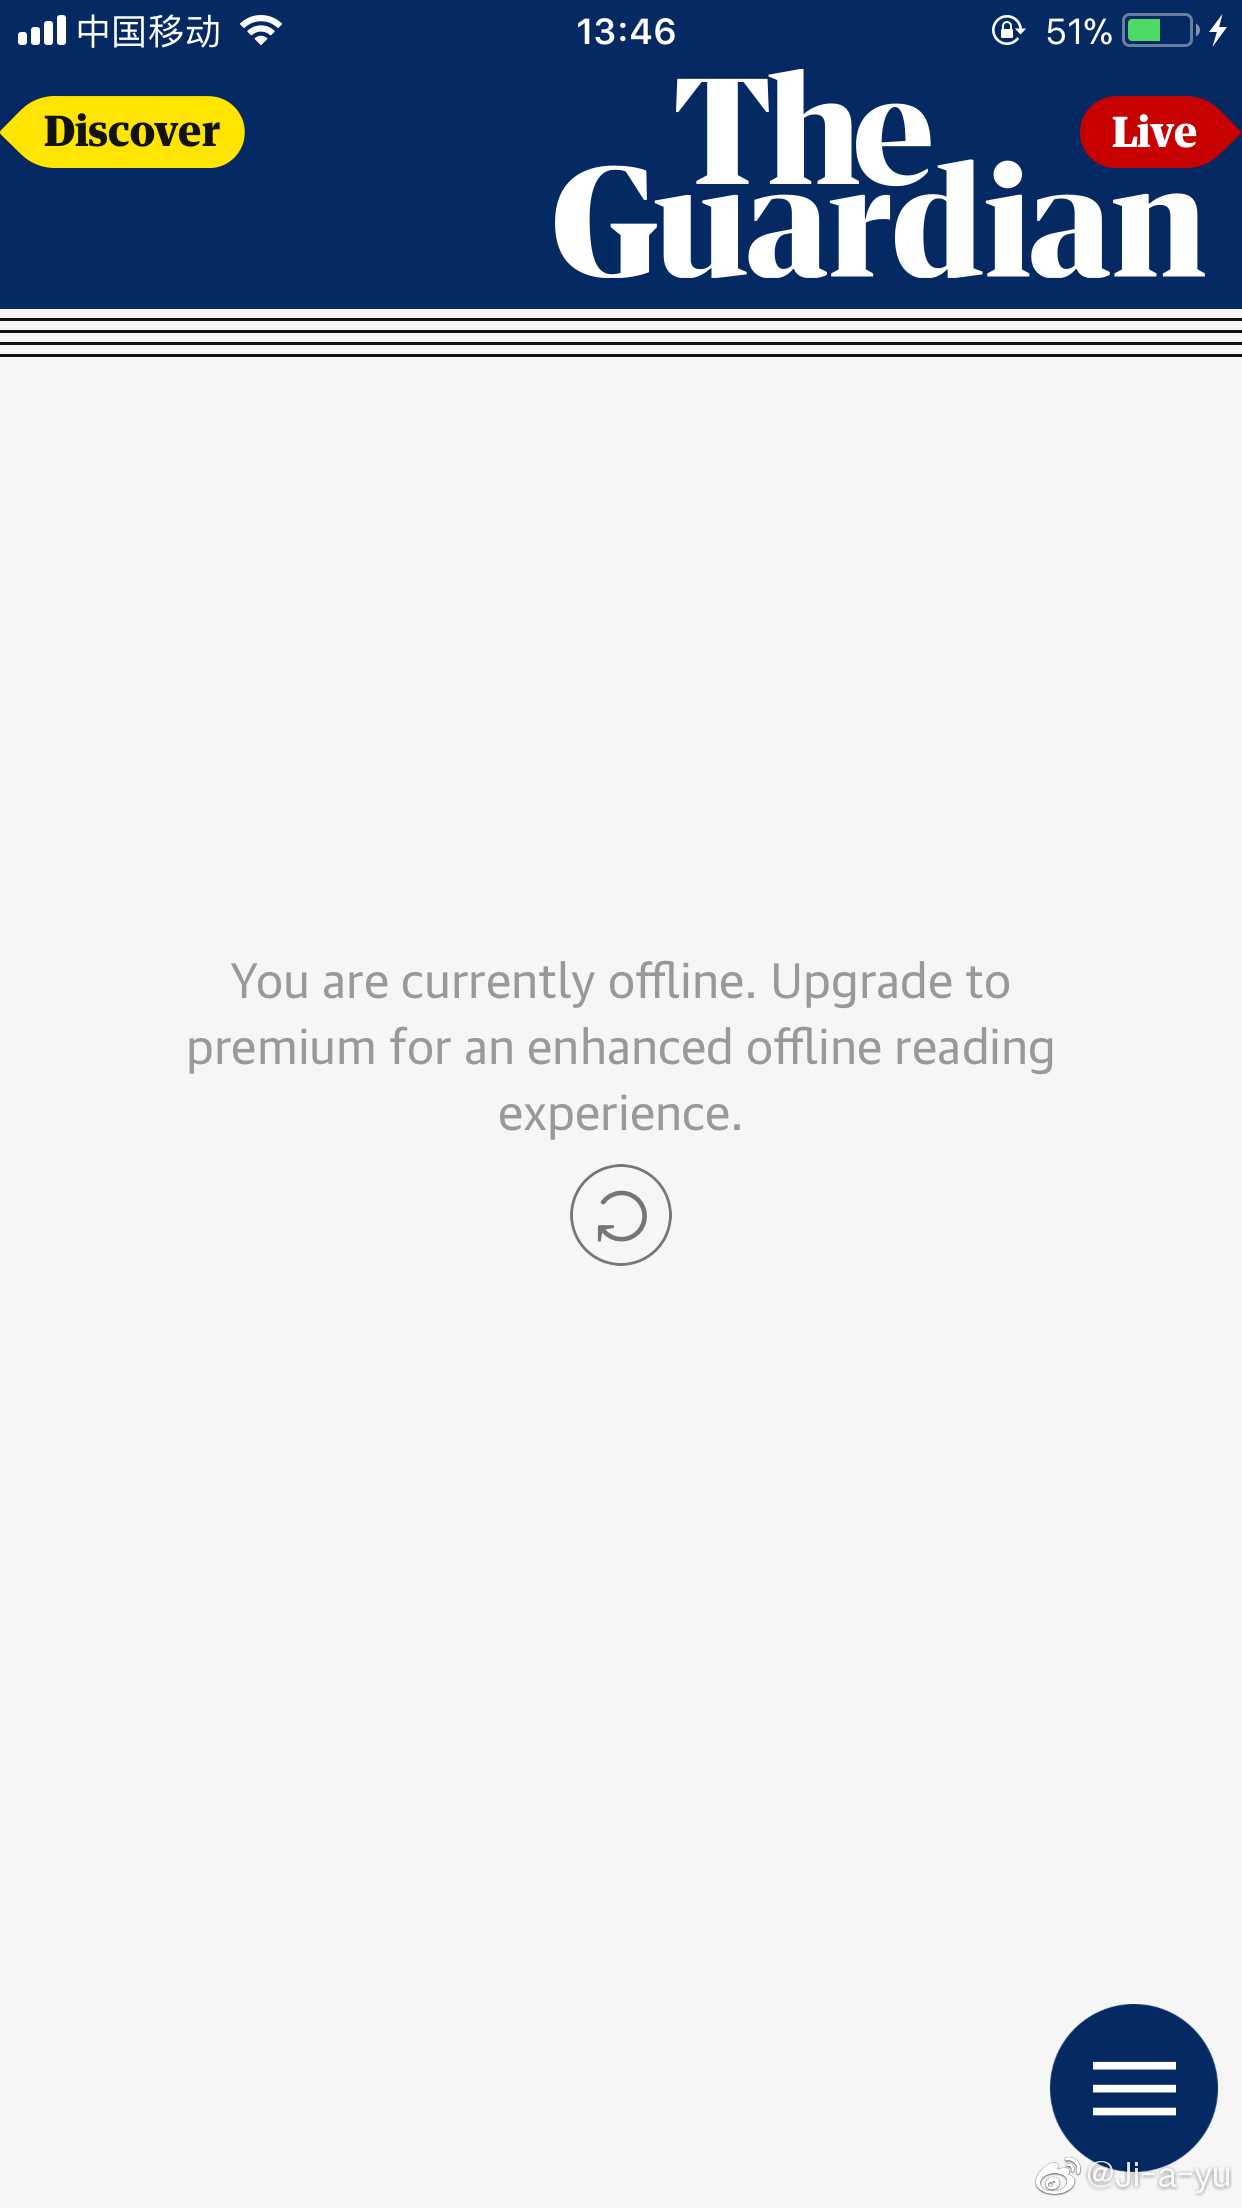 中国移动
13:46
51%
Discover
Live
The
Guardian
You are currently offline. Upgrade to
premium for an enhanced offline reading
experience.
@Ji-a-yu